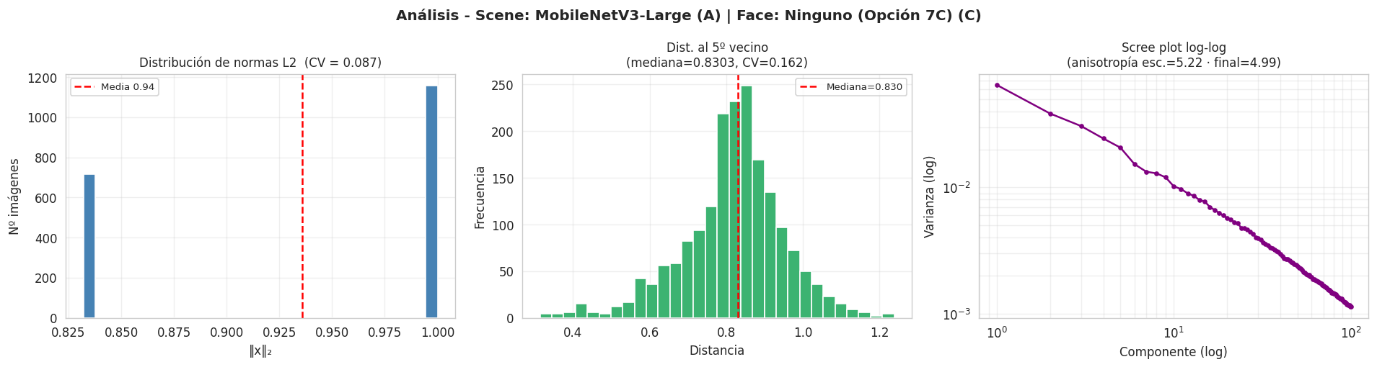 Análisis - Scene: MobileNetV3-Large (A) | Face: Ninguno (Opción 7C) (C)
Distribución de normas L2  (CV = 0.087)
Media 0.94
Nº imágenes
1200
1000
800
600
400
200
0
0.825
0.850
0.875
0.900
0.925
0.950
0.975
1.000
‖x‖₂
Dist. al 5º vecino
(mediana=0.8303, CV=0.162)
Mediana=0.830
Frecuencia
250
200
150
100
50
0
0.4
0.6
0.8
1.0
1.2
Distancia
Scree plot log-log
(anisotropía esc.=5.22 · final=4.99)
Varianza (log)
10⁻²
10⁻³
10⁰
10¹
10²
Componente (log)